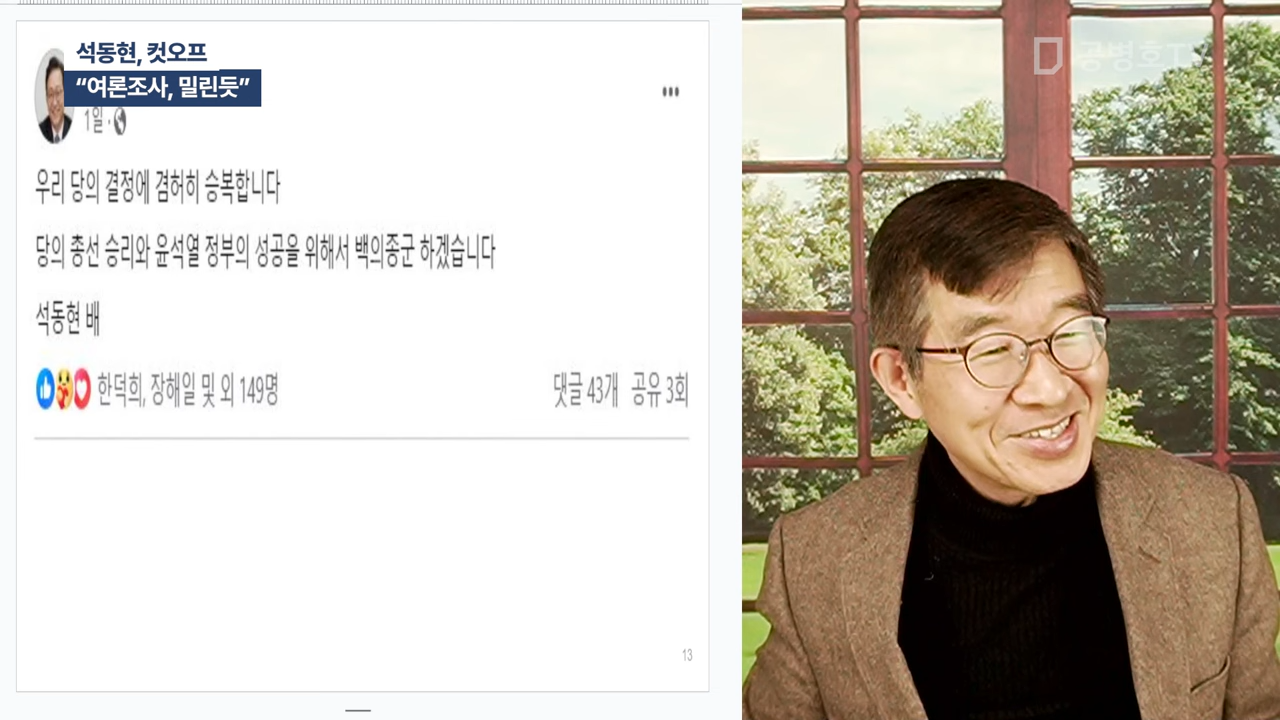 석동현, 컷오프
“여론조사, 밀린듯”
1일 ·
우리 당의 결정에 겸허히 승복합니다
당의 총선 승리와 윤석열 정부의 성공을 위해서 백의종군 하겠습니다
석동현 배
한덕희, 장해일 및 외 149명
댓글 43개 공유 3회
13
공병호TV